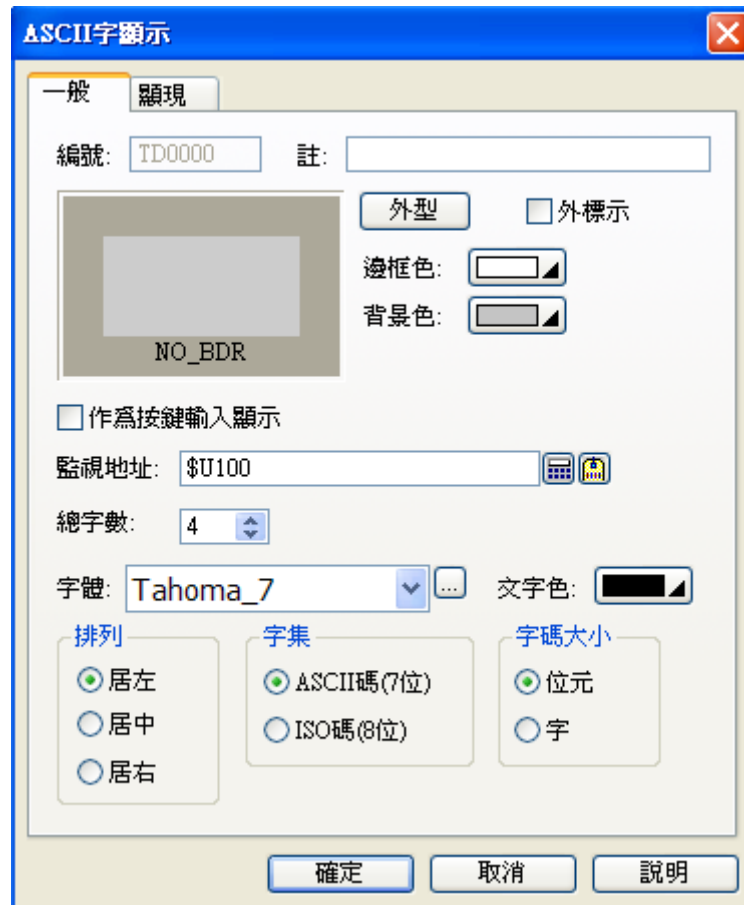 ASCII字顯示
一般 顯現
編號: TD0000 註:
外型 外標示
邊框色:
背景色:
NO_BDR
作爲按鍵輸入顯示
監視地址: $U100
總字數: 4
字體: Tahoma_7 ... 文字色:
排列 字集 字碼大小
居左 ASCII碼(7位) 位元
居中 ISO碼(8位) 字
居右
確定 取消 說明